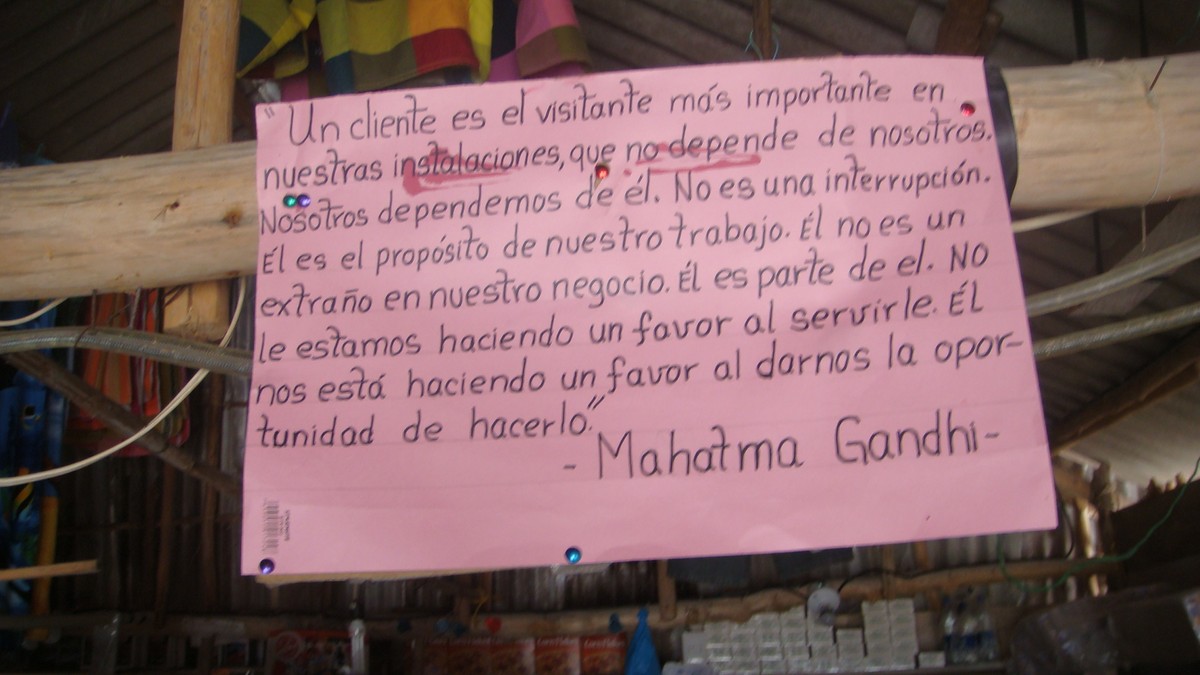 "Un cliente es el visitante más importante en
nuestras instalaciones, que no depende de nosotros.
Nosotros dependemos de él. No es una interrupción.
Él es el propósito de nuestro trabajo. Él no es un
extraño en nuestro negocio. Él es parte de el. NO
le estamos haciendo un favor al servirle. ÉL
nos está haciendo un favor al darnos la opor-
tunidad de hacerlo."
- Mahatma Gandhi -